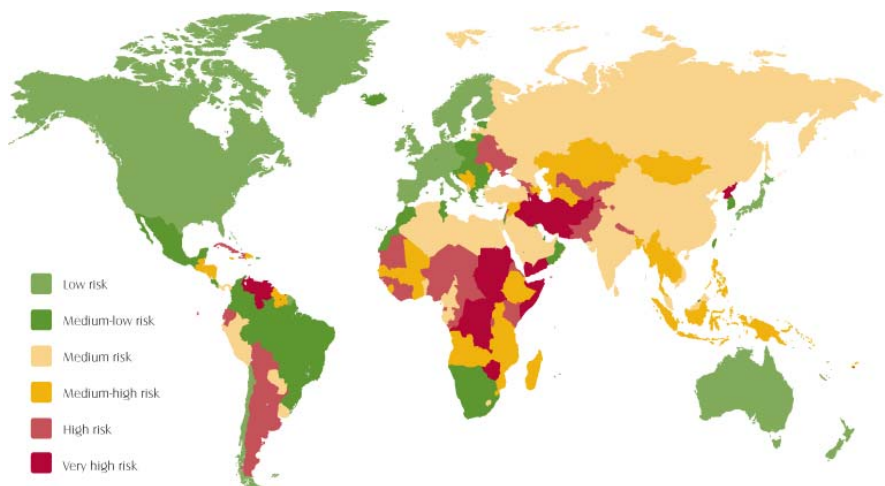 Low risk
Medium-low risk
Medium risk
Medium-high risk
High risk
Very high risk